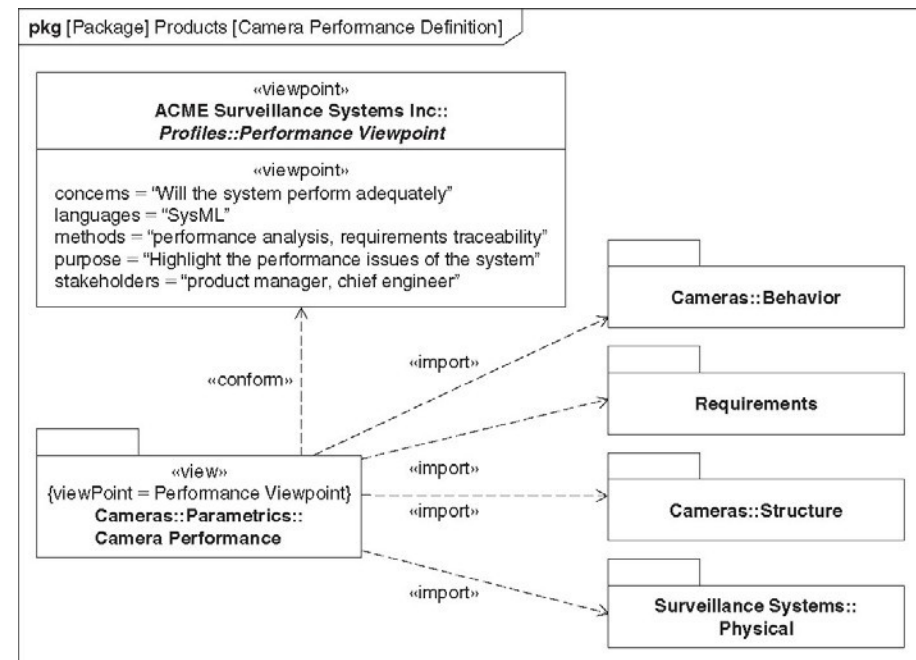 pkg [Package] Products [Camera Performance Definition]
«viewpoint»
ACME Surveillance Systems Inc::
Profiles::Performance Viewpoint
«viewpoint»
concerns = “Will the system perform adequately”
languages = “SysML”
methods = “performance analysis, requirements traceability”
purpose = “Highlight the performance issues of the system”
stakeholders = “product manager, chief engineer”
Cameras::Behavior
«import»
«conform»
Requirements
«view»
{viewPoint = Performance Viewpoint}
Cameras::Parametrics::
Camera Performance
«import»
«import»
Cameras::Structure
«import»
Surveillance Systems::
Physical